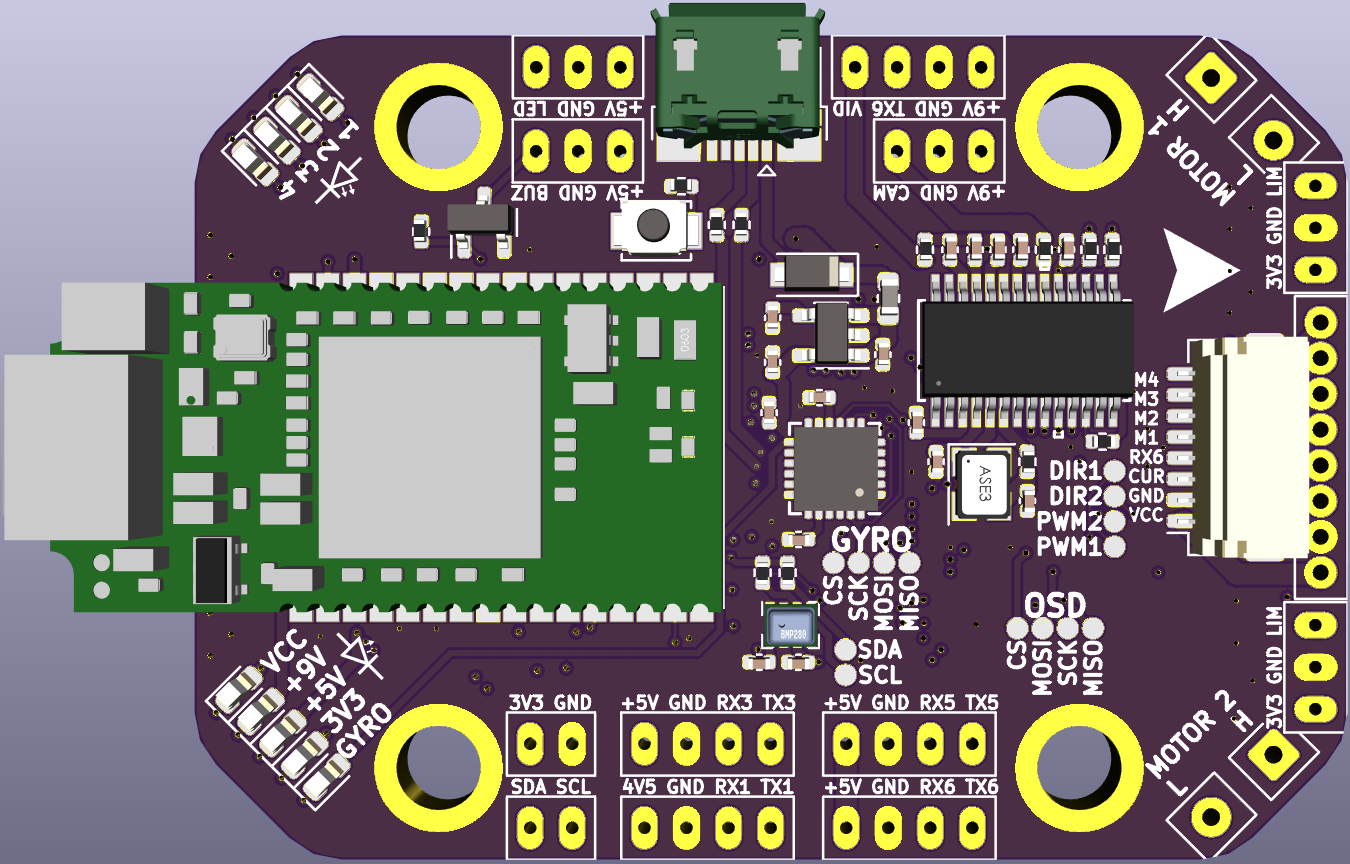 +5V GND LED
+9V GND TX6 VID
+5V GND BUZ
+9V GND CAM
1
2
3
4
MOTOR 1
H
L
3V3 GND LIM
0603
M4
M3
M2
M1
RX6
CUR
GND
VCC
ASE3
DIR1
DIR2
PWM2
PWM1
GYRO
CS
SCK
MOSI
MISO
BMP280
SDA
SCL
OSD
CS
MOSI
SCK
MISO
VCC
+9V
+5V
3V3
GYRO
3V3 GND LIM
MOTOR 2
H
L
3V3 GND
+5V GND RX3 TX3
+5V GND RX5 TX5
SDA SCL
4V5 GND RX1 TX1
+5V GND RX6 TX6